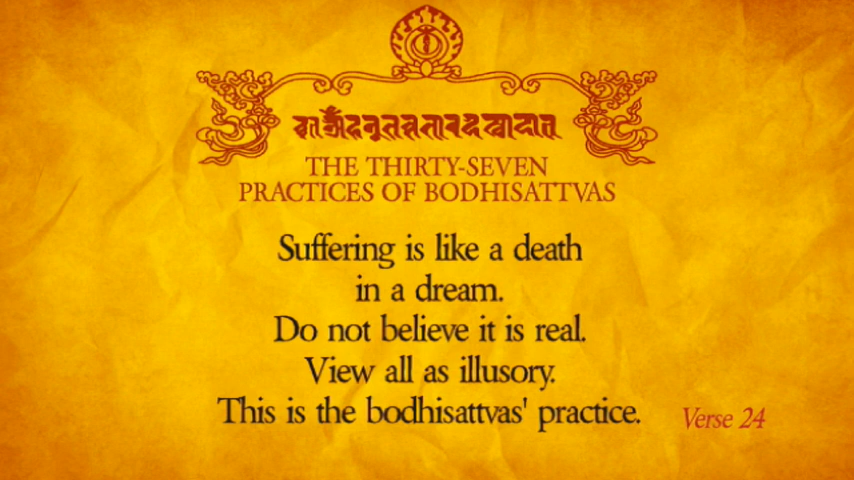 THE THIRTY-SEVEN
PRACTICES OF BODHISATTVAS
Suffering is like a death
in a dream.
Do not believe it is real.
View all as illusory.
This is the bodhisattvas' practice.
Verse 24